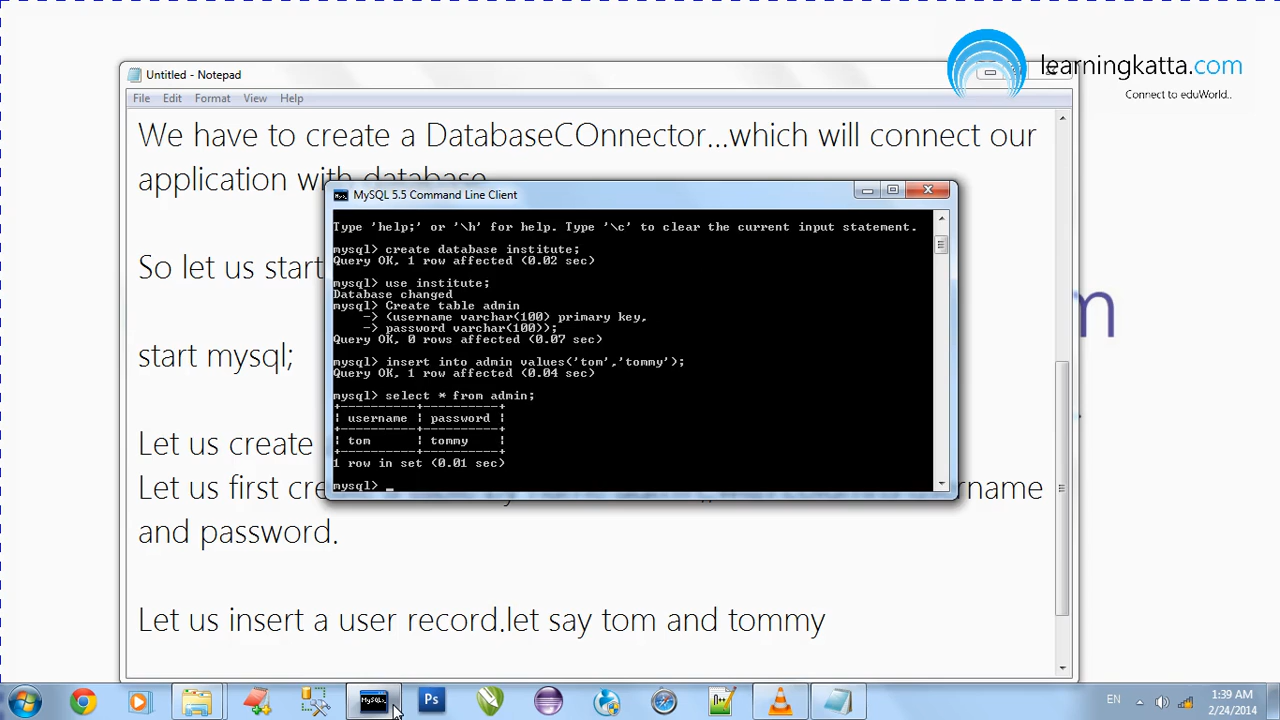 learningkatta.com
Connect to eduWorld..
Untitled - Notepad
File Edit Format View Help
We have to create a DatabaseCOnnector...which will connect our
application with database
So let us start
start mysql;
Let us create
Let us first
username
and password.
Let us insert a user record.let say tom and tommy
MySQL 5.5 Command Line Client
Type 'help;' or '\h' for help. Type '\c' to clear the current input statement.
mysql> create database institute;
Query OK, 1 row affected (0.02 sec)
mysql> use institute;
Database changed
mysql> Create table admin
-> (username varchar(100) primary key,
-> password varchar(100));
Query OK, 0 rows affected (0.07 sec)
mysql> insert into admin values('tom','tommy');
Query OK, 1 row affected (0.04 sec)
mysql> select * from admin;
+----------+----------+
| username | password |
+----------+----------+
| tom | tommy |
+----------+----------+
1 row in set (0.01 sec)
mysql> _
m
MySQL
Ps
EN
1:39 AM
2/24/2014